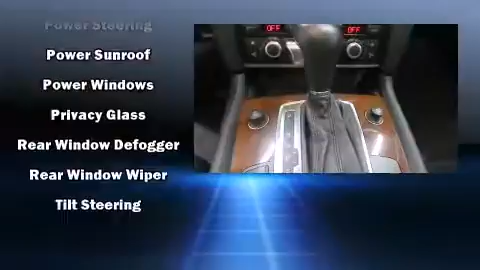 Power Steering
Power Sunroof
Power Windows
Privacy Glass
Rear Window Defogger
Rear Window Wiper
Tilt Steering
OFF
OFF